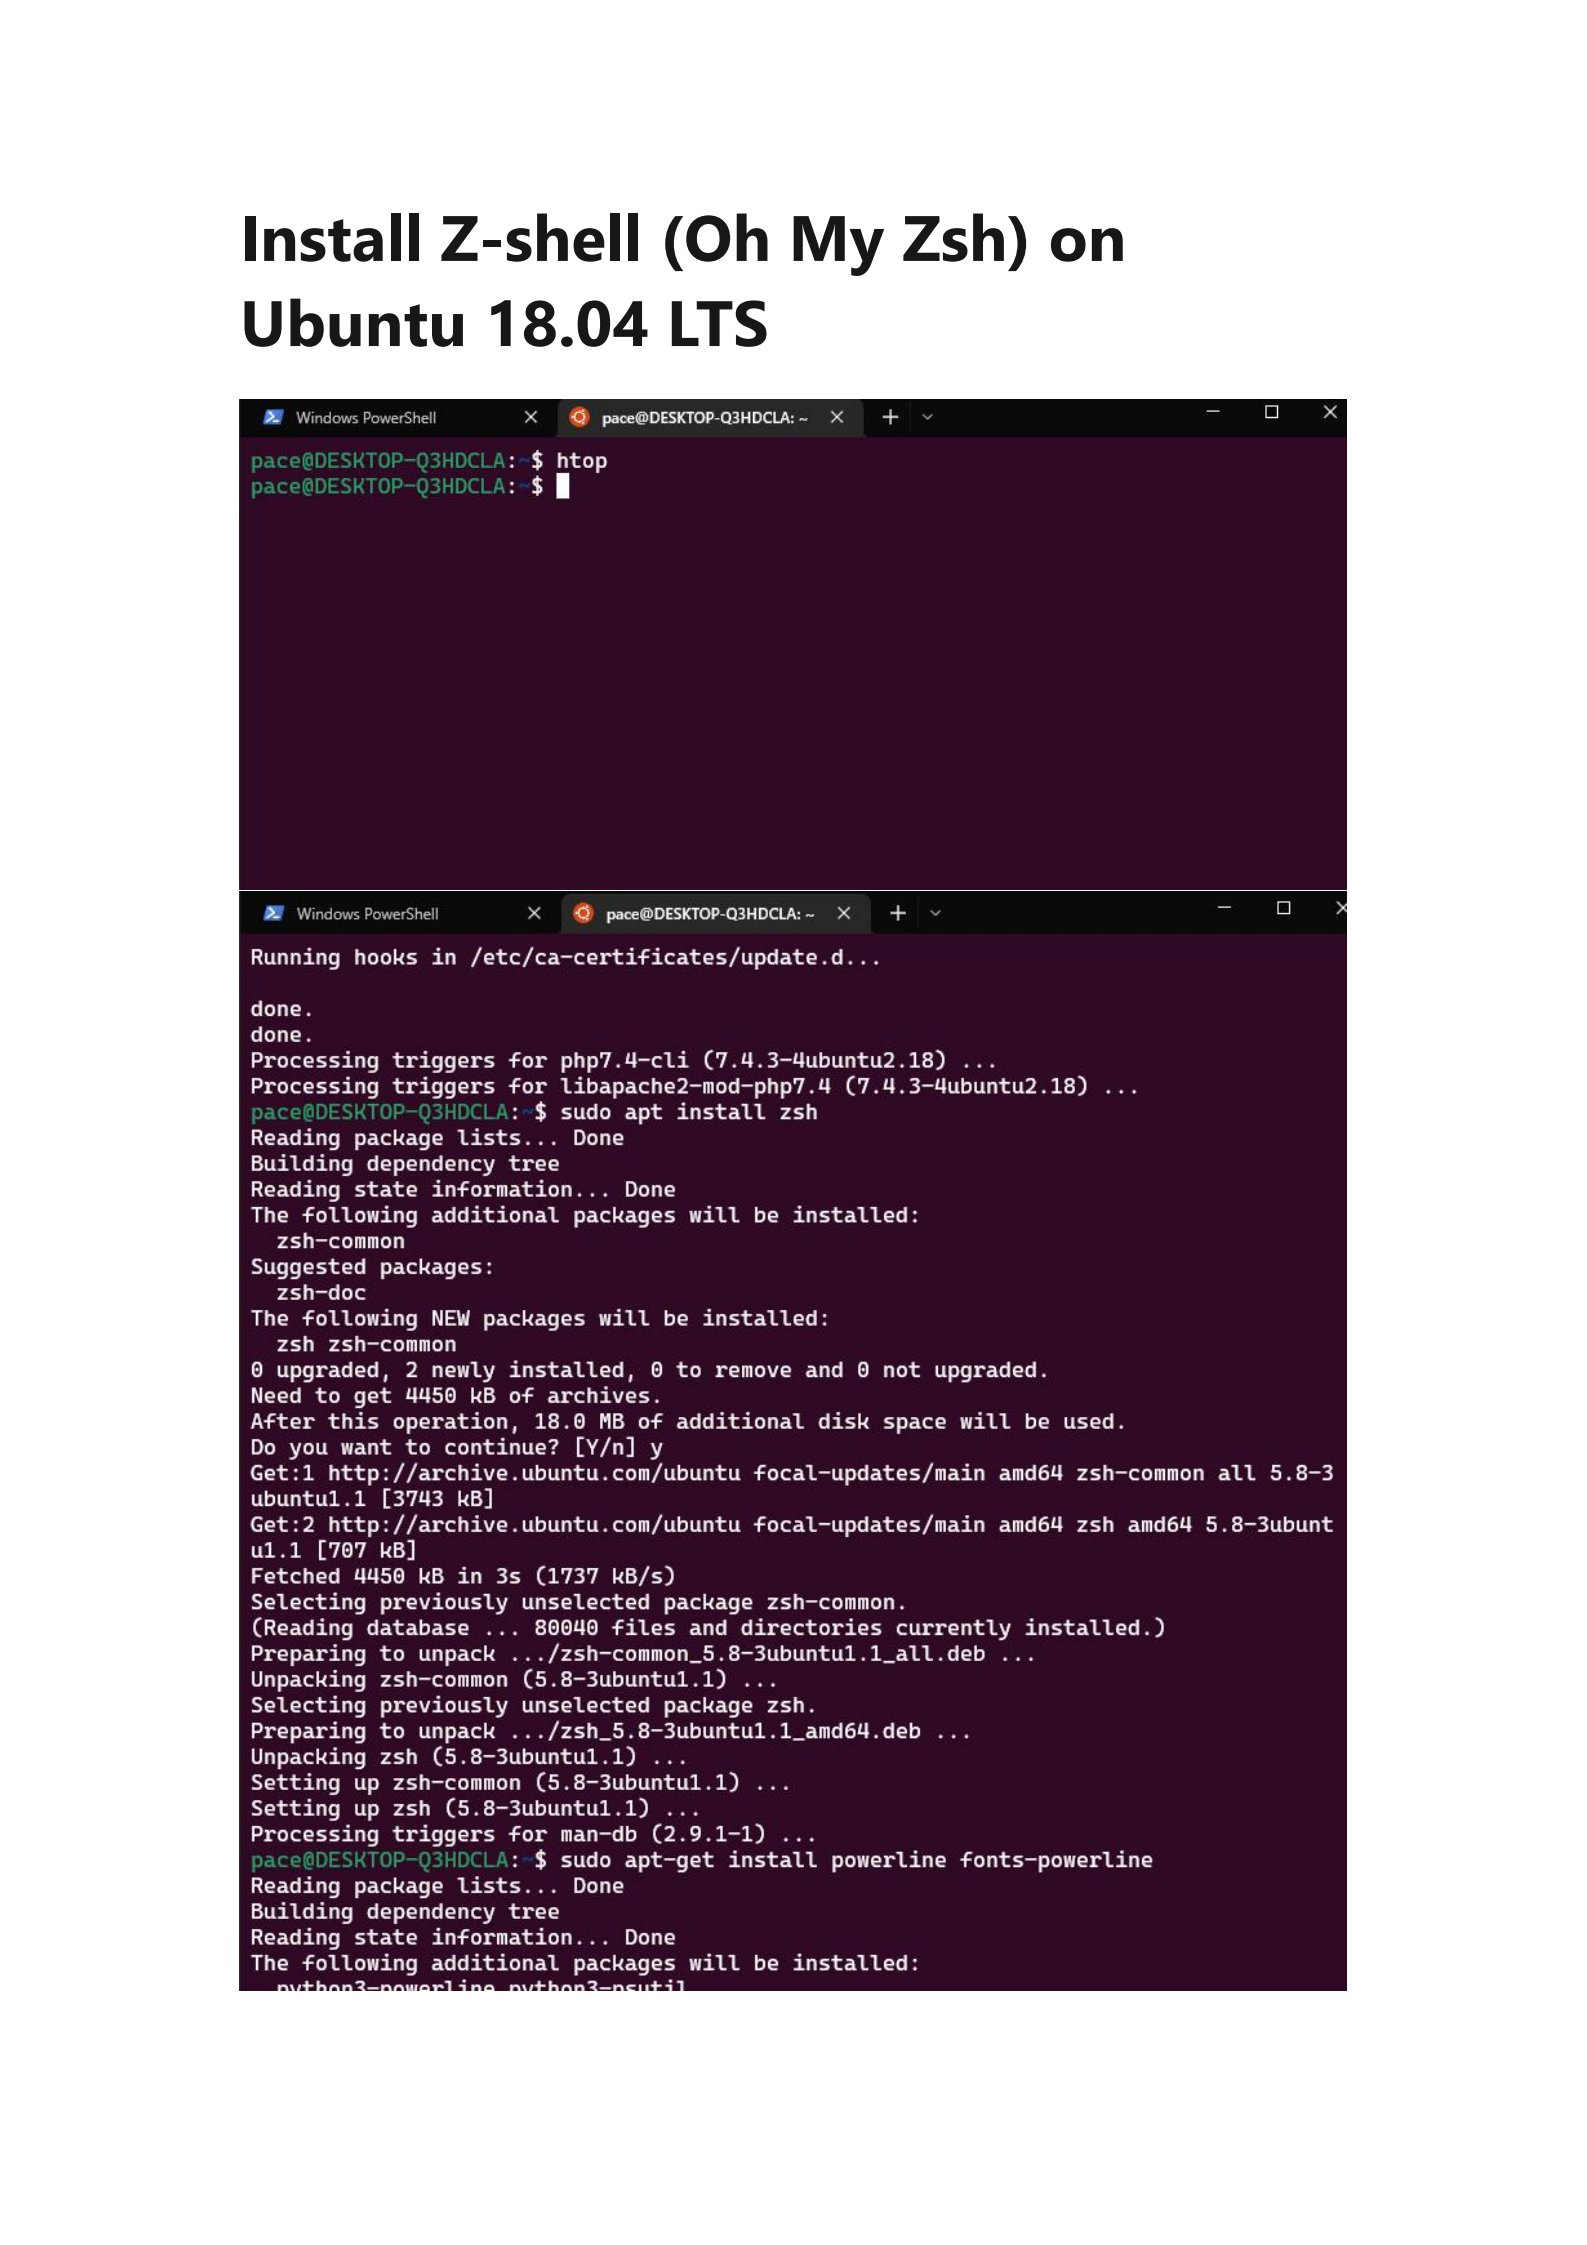 Install Z-shell (Oh My Zsh) on
Ubuntu 18.04 LTS
Windows PowerShell
pace@DESKTOP-Q3HDCLA: ~
pace@DESKTOP-Q3HDCLA:~$ htop
pace@DESKTOP-Q3HDCLA:~$
Windows PowerShell
pace@DESKTOP-Q3HDCLA: ~
Running hooks in /etc/ca-certificates/update.d...
done.
done.
Processing triggers for php7.4-cli (7.4.3-4ubuntu2.18) ...
Processing triggers for libapache2-mod-php7.4 (7.4.3-4ubuntu2.18) ...
pace@DESKTOP-Q3HDCLA:~$ sudo apt install zsh
Reading package lists... Done
Building dependency tree
Reading state information... Done
The following additional packages will be installed:
  zsh-common
Suggested packages:
  zsh-doc
The following NEW packages will be installed:
  zsh zsh-common
0 upgraded, 2 newly installed, 0 to remove and 0 not upgraded.
Need to get 4450 kB of archives.
After this operation, 18.0 MB of additional disk space will be used.
Do you want to continue? [Y/n] y
Get:1 http://archive.ubuntu.com/ubuntu focal-updates/main amd64 zsh-common all 5.8-3
ubuntu1.1 [3743 kB]
Get:2 http://archive.ubuntu.com/ubuntu focal-updates/main amd64 zsh amd64 5.8-3ubunt
u1.1 [707 kB]
Fetched 4450 kB in 3s (1737 kB/s)
Selecting previously unselected package zsh-common.
(Reading database ... 80040 files and directories currently installed.)
Preparing to unpack .../zsh-common_5.8-3ubuntu1.1_all.deb ...
Unpacking zsh-common (5.8-3ubuntu1.1) ...
Selecting previously unselected package zsh.
Preparing to unpack .../zsh_5.8-3ubuntu1.1_amd64.deb ...
Unpacking zsh (5.8-3ubuntu1.1) ...
Setting up zsh-common (5.8-3ubuntu1.1) ...
Setting up zsh (5.8-3ubuntu1.1) ...
Processing triggers for man-db (2.9.1-1) ...
pace@DESKTOP-Q3HDCLA:~$ sudo apt-get install powerline fonts-powerline
Reading package lists... Done
Building dependency tree
Reading state information... Done
The following additional packages will be installed:
  python3-powerline python3-psutil